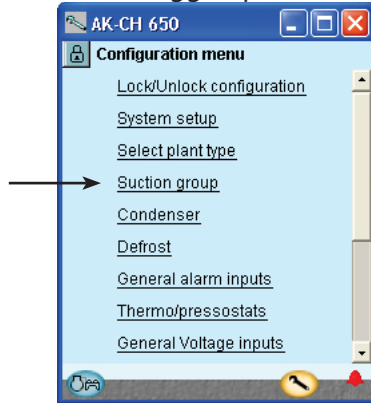 AK-CH 650
Configuration menu
Lock/Unlock configuration
System setup
Select plant type
Suction group
Condenser
Defrost
General alarm inputs
Thermo/pressostats
General Voltage inputs